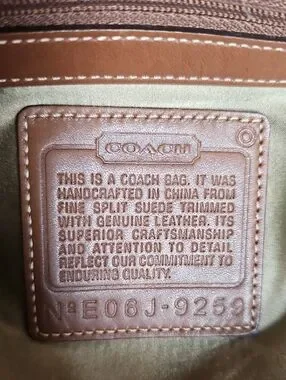 COACH
THIS IS A COACH BAG. IT WAS
HANDCRAFTED IN CHINA FROM
FINE SPLIT SUEDE TRIMMED
WITH GENUINE LEATHER. ITS
SUPERIOR CRAFTSMANSHIP
AND ATTENTION TO DETAIL
REFLECT OUR COMMITMENT TO
ENDURING QUALITY.
Nº E06J-9259